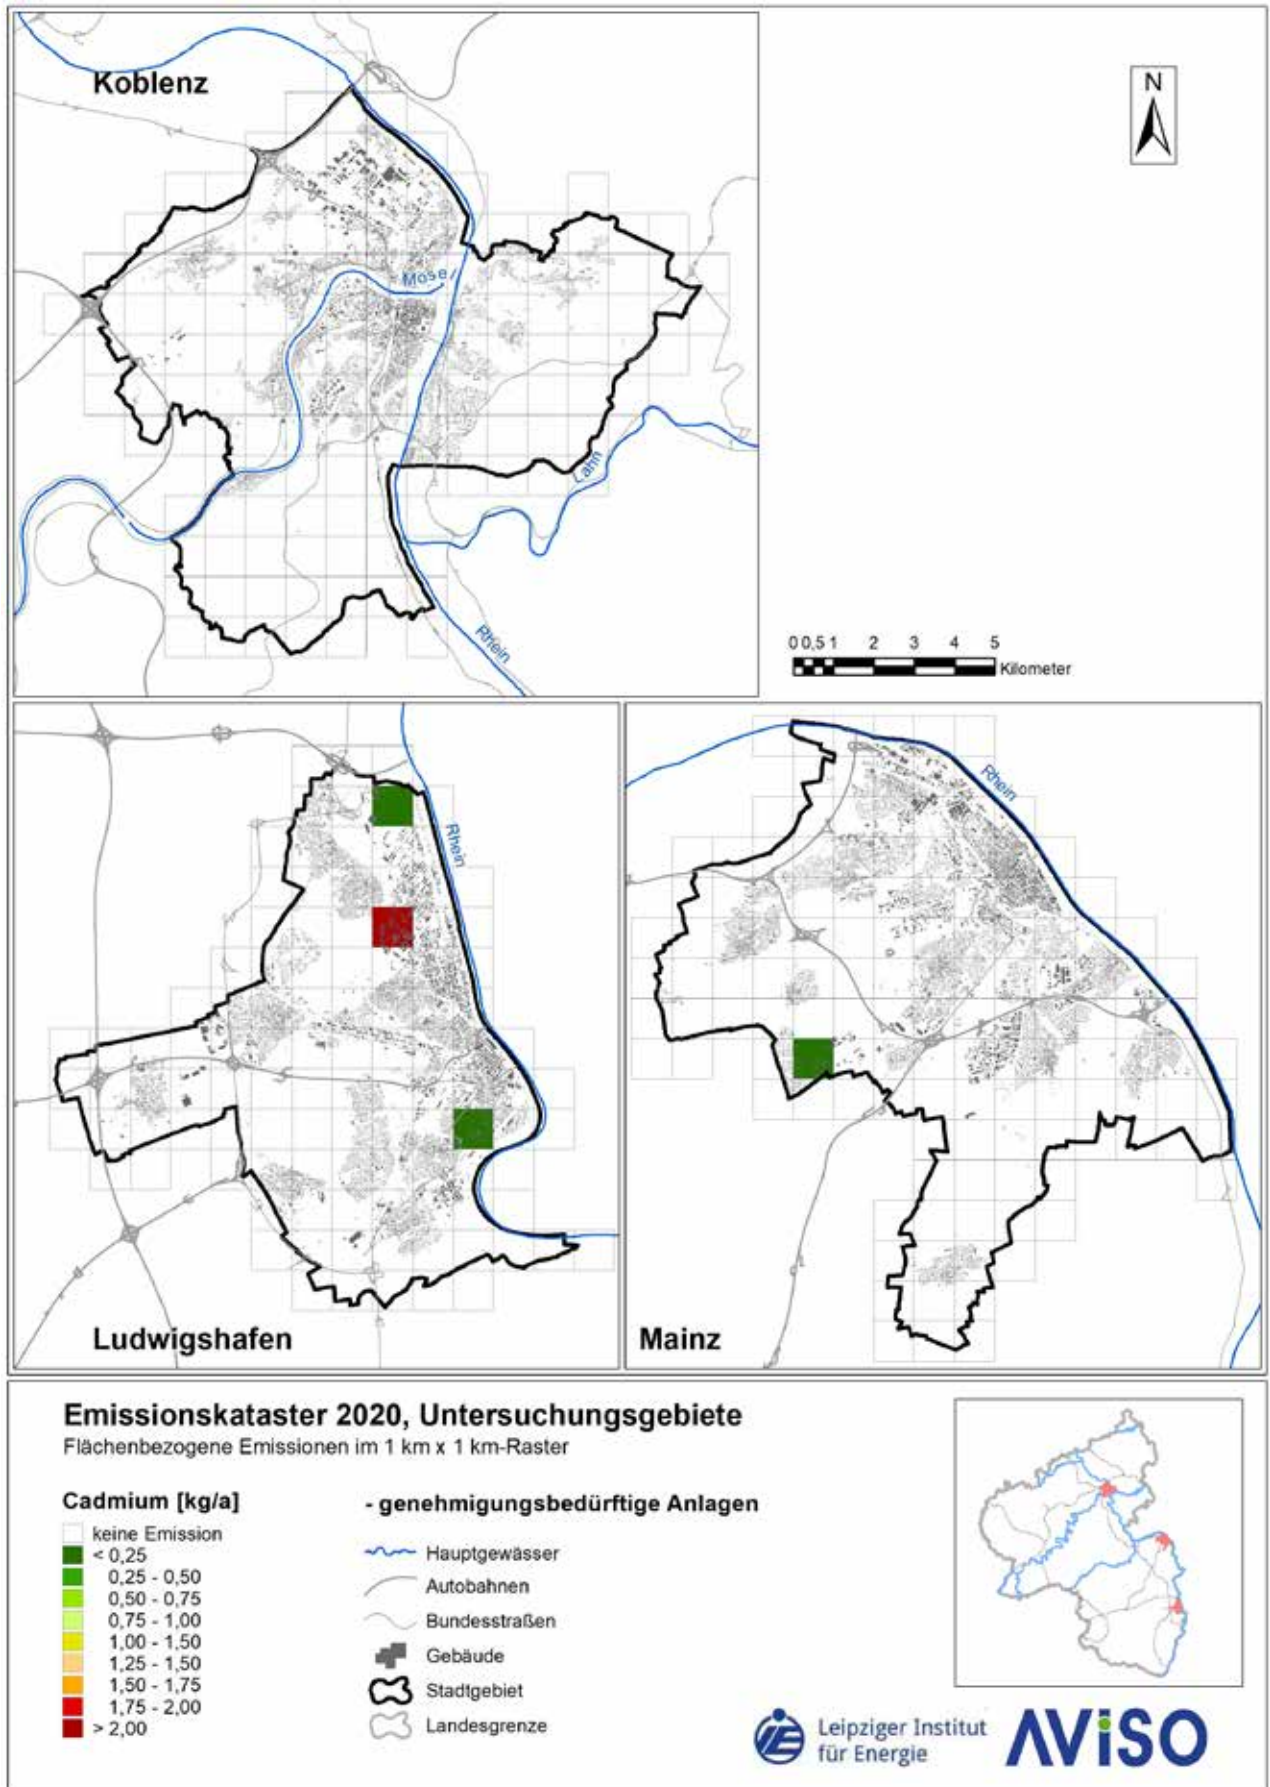 Koblenz
N
Mosel
Lahn
Rhein
0 0,5 1 2 3 4 5
Kilometer
Rhein
Ludwigshafen
Rhein
Mainz
Emissionskataster 2020, Untersuchungsgebiete
Flächenbezogene Emissionen im 1 km x 1 km-Raster
Cadmium [kg/a]
keine Emission
< 0,25
0,25 - 0,50
0,50 - 0,75
0,75 - 1,00
1,00 - 1,50
1,25 - 1,50
1,50 - 1,75
1,75 - 2,00
> 2,00
- genehmigungsbedürftige Anlagen
Hauptgewässer
Autobahnen
Bundesstraßen
Gebäude
Stadtgebiet
Landesgrenze
Leipziger Institut
für Energie
AViSO